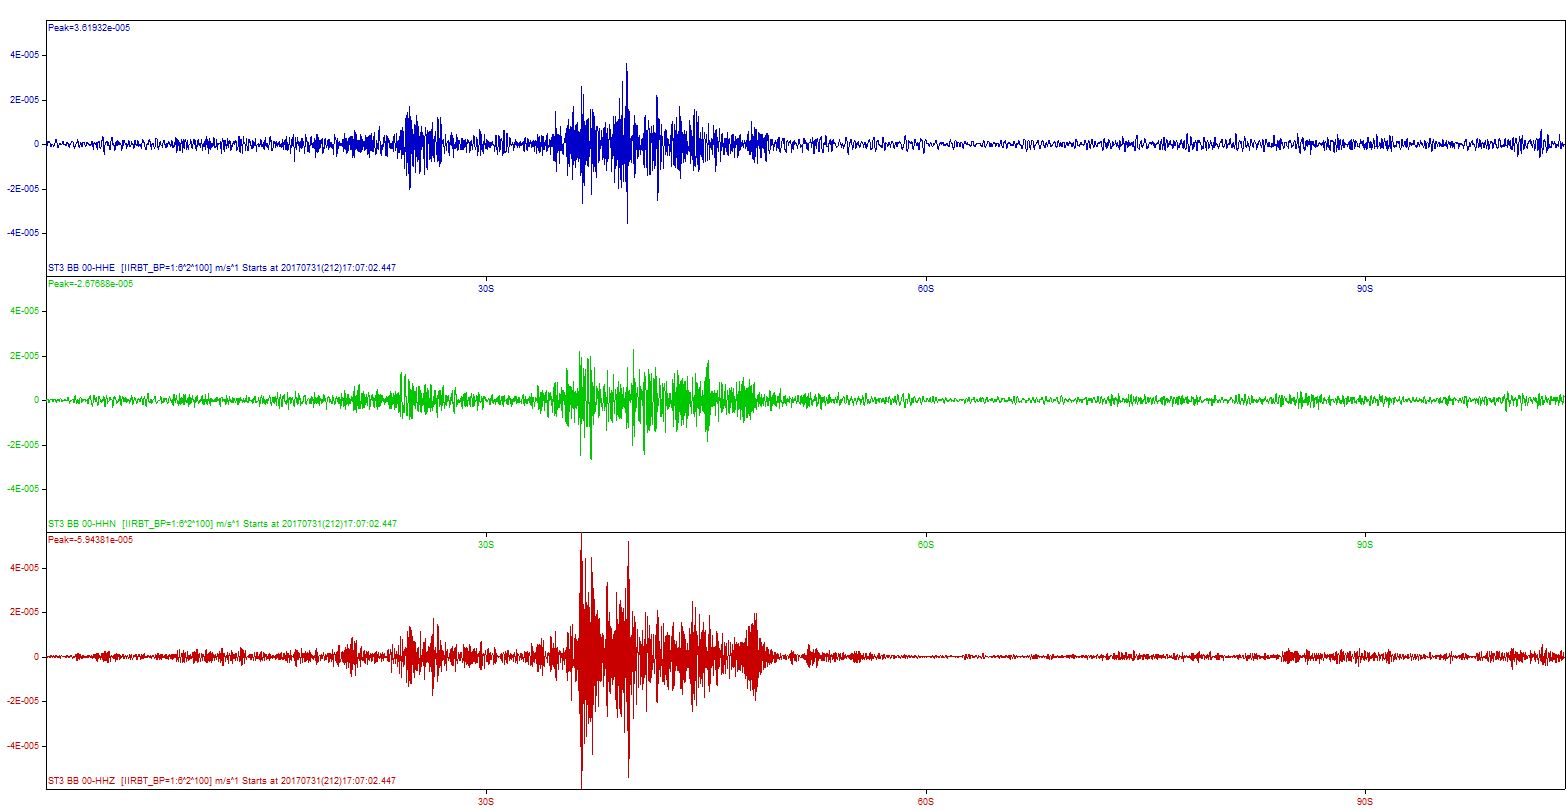 Peak=3.61932e-005
4E-005
2E-005
0
-2E-005
-4E-005
ST3 BB 00-HHE [IIRBT_BP=1:6^2^100] m/s^1 Starts at 20170731(212)17:07:02.447
30S 60S 90S
Peak=-2.67688e-005
4E-005
2E-005
0
-2E-005
-4E-005
ST3 BB 00-HHN [IIRBT_BP=1:6^2^100] m/s^1 Starts at 20170731(212)17:07:02.447
30S 60S 90S
Peak=-5.94381e-005
4E-005
2E-005
0
-2E-005
-4E-005
ST3 BB 00-HHZ [IIRBT_BP=1:6^2^100] m/s^1 Starts at 20170731(212)17:07:02.447
30S 60S 90S